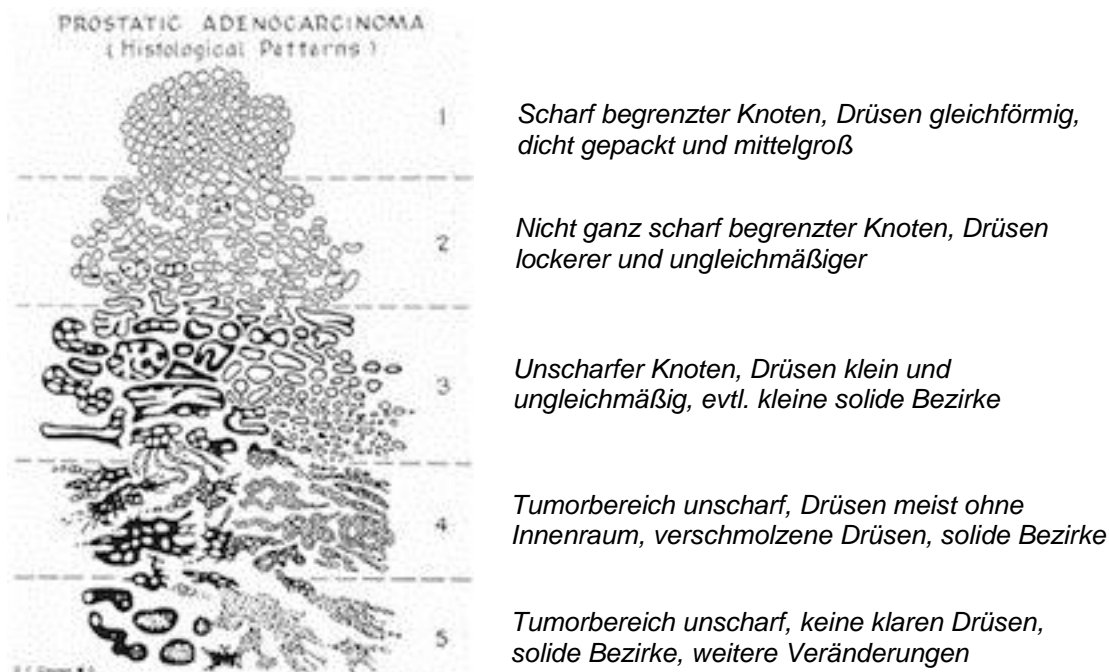 PROSTATIC ADENOCARCINOMA
(Histological Patterns)
1
Scharf begrenzter Knoten, Drüsen gleichförmig,
dicht gepackt und mittelgroß
2
Nicht ganz scharf begrenzter Knoten, Drüsen
lockerer und ungleichmäßiger
3
Unscharfer Knoten, Drüsen klein und
ungleichmäßig, evtl. kleine solide Bezirke
4
Tumorbereich unscharf, Drüsen meist ohne
Innenraum, verschmolzene Drüsen, solide Bezirke
5
Tumorbereich unscharf, keine klaren Drüsen,
solide Bezirke, weitere Veränderungen